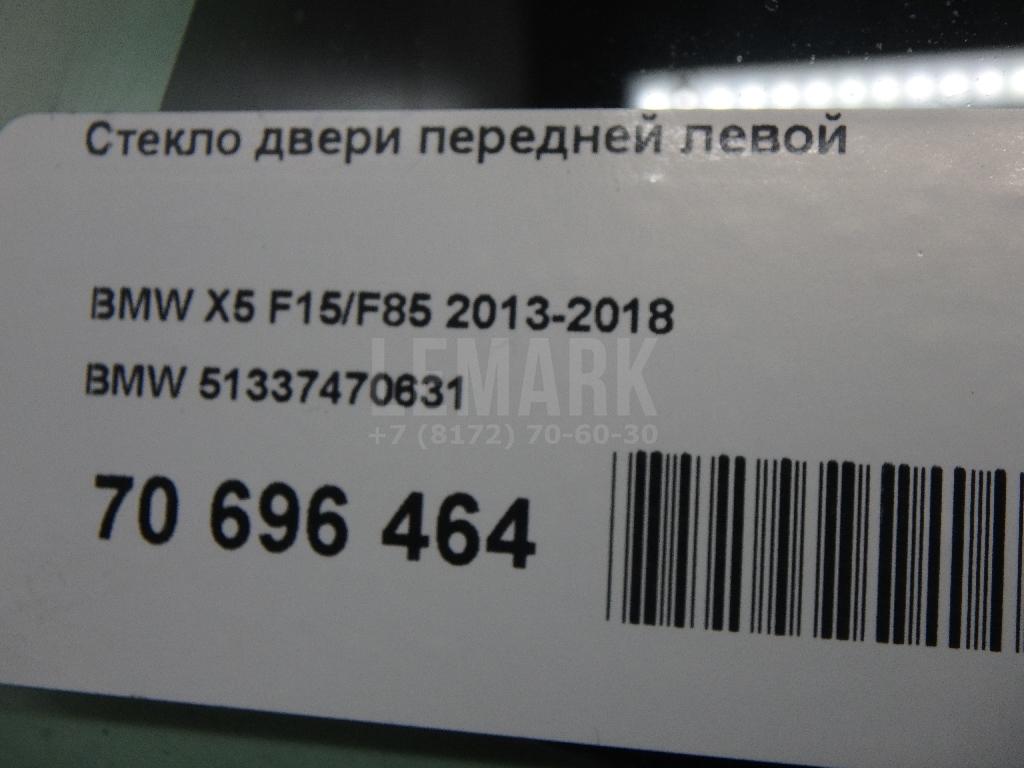 Стекло двери передней левой
BMW X5 F15/F85 2013-2018
BMW 51337470631
LEMARK
+7 (8172) 70-60-30
70 696 464